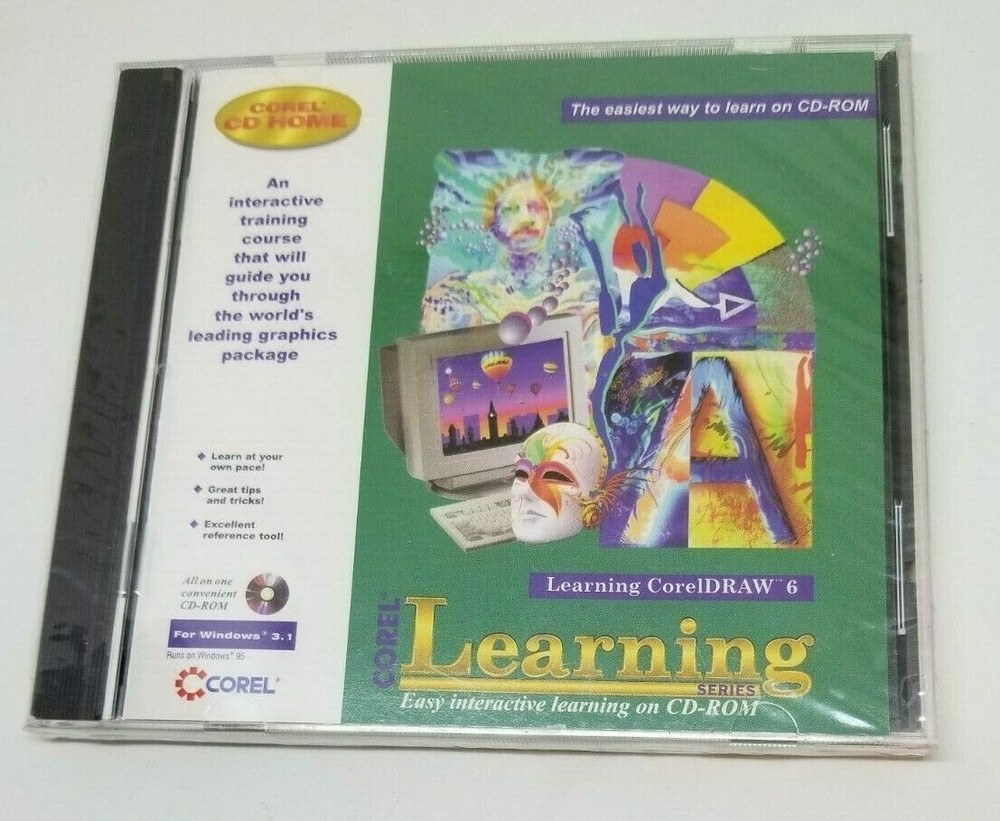 COREL®
CD HOME™
An
interactive
training
course
that will
guide you
through
the world's
leading graphics
package
Learn at your
own pace!
Great tips
and tricks!
Excellent
reference tool!
All on one
convenient
CD-ROM
For Windows® 3.1
Runs on Windows® 95
COREL®
The easiest way to learn on CD-ROM
A
Learning CorelDRAW™ 6
COREL®
Learning
SERIES
Easy interactive learning on CD-ROM